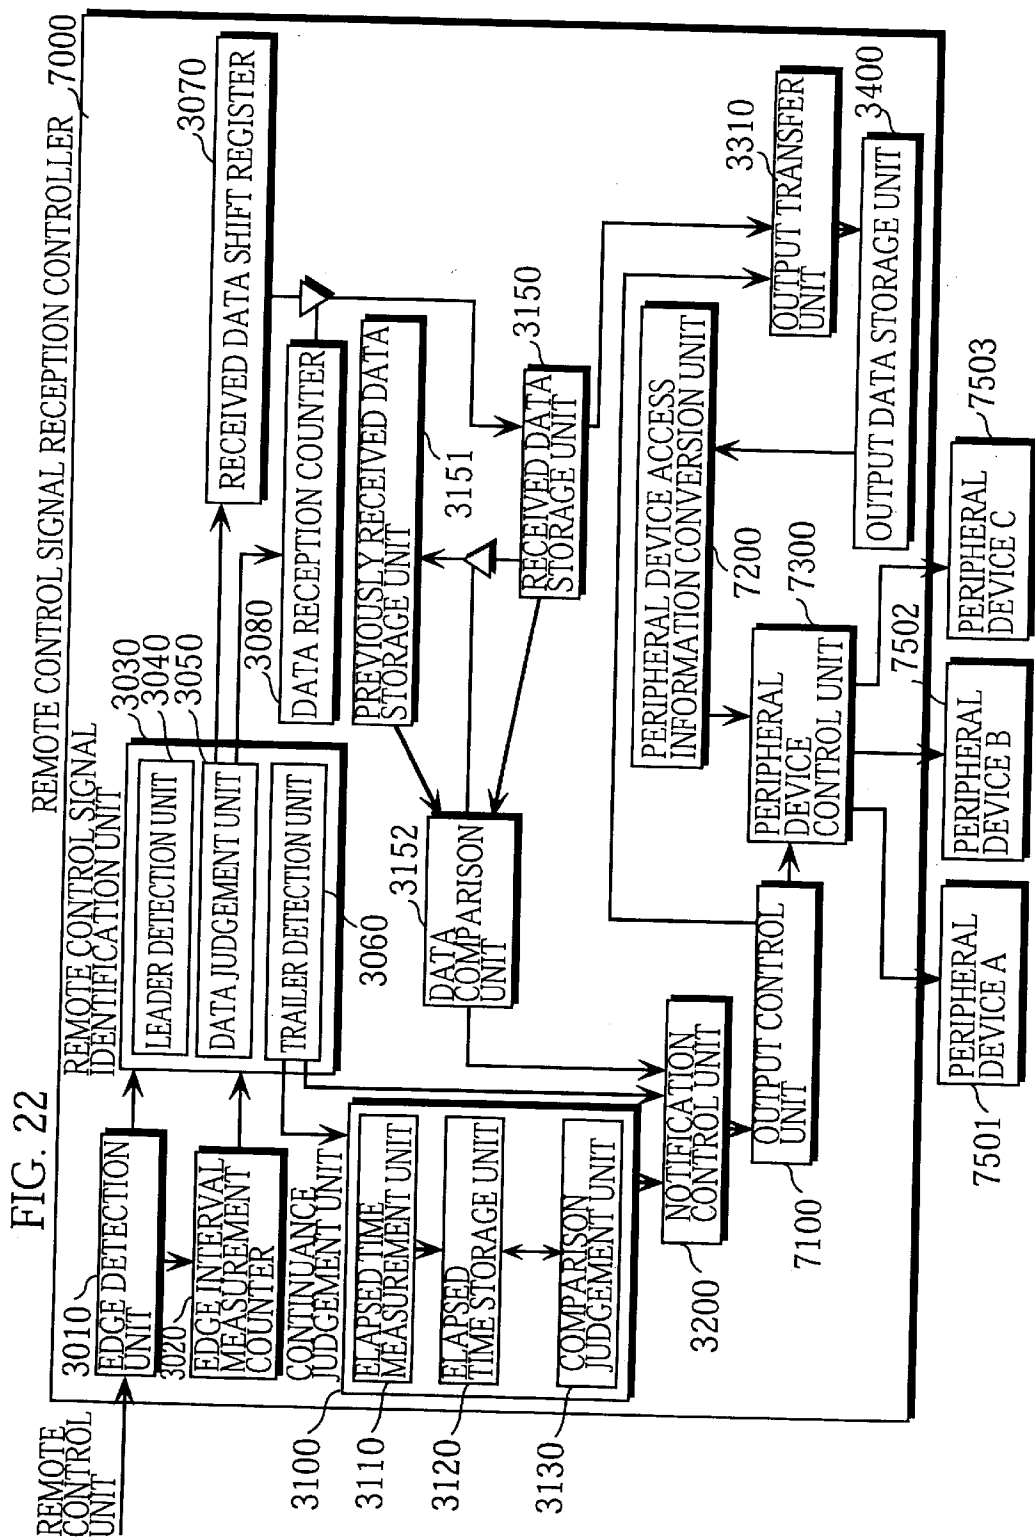 FIG. 22
REMOTE CONTROL SIGNAL RECEPTION CONTROLLER
7000
REMOTE
CONTROL
UNIT
3010
EDGE DETECTION
UNIT
3020
EDGE INTERVAL
MEASUREMENT
COUNTER
REMOTE CONTROL SIGNAL
IDENTIFICATION UNIT
3030
3040
3050
LEADER DETECTION UNIT
DATA JUDGEMENT UNIT
TRAILER DETECTION UNIT
3060
3070
RECEIVED DATA SHIFT REGISTER
3080
DATA RECEPTION COUNTER
PREVIOUSLY RECEIVED DATA
STORAGE UNIT
3151
CONTINUANCE
JUDGEMENT UNIT
3100
ELAPSED TIME
MEASUREMENT UNIT
3110
ELAPSED
TIME STORAGE UNIT
3120
COMPARISON
JUDGEMENT UNIT
3130
3152
DATA
COMPARISON
UNIT
3150
RECEIVED DATA
STORAGE UNIT
NOTIFICATION
CONTROL UNIT
3200
PERIPHERAL DEVICE ACCESS
INFORMATION CONVERSION UNIT
7200
3310
OUTPUT TRANSFER
UNIT
OUTPUT CONTROL
UNIT
7100
PERIPHERAL
DEVICE
CONTROL UNIT
7300
3400
OUTPUT DATA STORAGE UNIT
7501
PERIPHERAL
DEVICE A
7502
PERIPHERAL
DEVICE B
7503
PERIPHERAL
DEVICE C